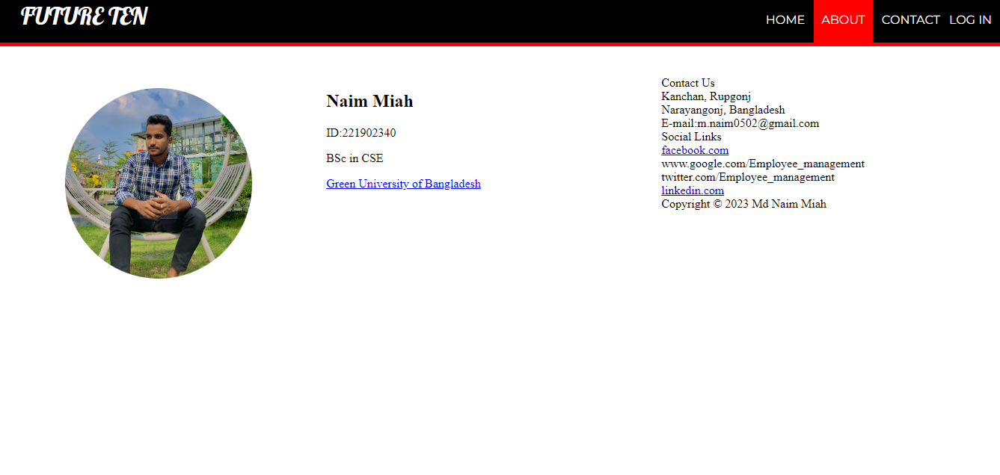 FUTURE TEN
HOME ABOUT CONTACT LOG IN
Naim Miah
ID:221902340
BSc in CSE
Green University of Bangladesh
Contact Us
Kanchan, Rupgonj
Narayangonj, Bangladesh
E-mail:m.naim0502@gmail.com
Social Links
facebook.com
www.google.com/Employee_management
twitter.com/Employee_management
linkedin.com
Copyright © 2023 Md Naim Miah